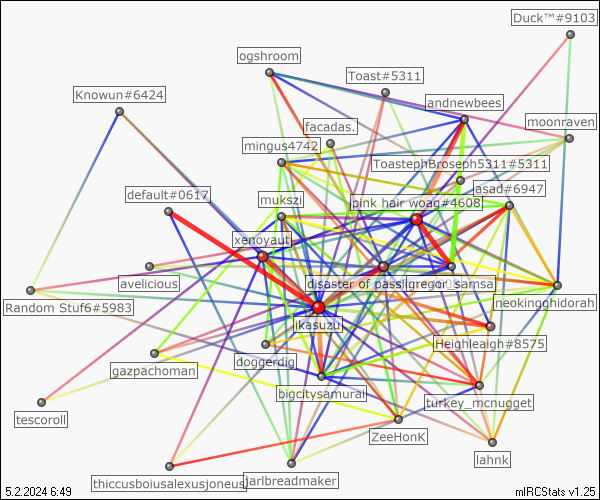 Duck™#9103
ogshroom
Toast#5311
Knowun#6424
andnewbees
facadas.
moonraven
mingus4742
ToastephBroseph5311#5311
default#0617
mukszi
asad#6947
pink hair woag#4608
xenoyaut
avelicious
disaster of passi
gregor_samsa
neokingghidorah
Random Stuf6#5983
ikasuzu
Heighleaigh#8575
doggerdig
gazpachoman
bigcitysamurai
turkey_mcnugget
tescoroll
ZeeHonK
lahnk
thiccusboiusalexusjoneusi
jarlbreadmaker
5.2.2024 6:49
mIRCStats v1.25